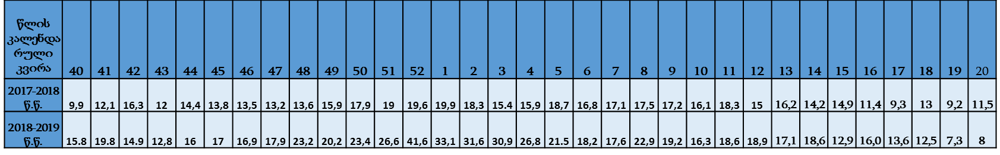 წლის
კალენდა
რული
კვირა 40 41 42 43 44 45 46 47 48 49 50 51 52 1 2 3 4 5 6 7 8 9 10 11 12 13 14 15 16 17 18 19 20
2017-2018
წ.წ. 9,9 12,1 16,3 12 14,4 13,8 13,5 13,2 13,6 15,9 17,9 19 19,6 19,9 18,3 15.4 15,9 18,7 16,8 17,1 17,5 17,2 16,1 18,3 15 16,2 14,2 14,9 11,4 9,3 13 9,2 11,5
2018-2019
წ.წ. 15.8 19.8 14.9 12,8 16 17 16,9 17,9 23,2 20,2 23,4 26,6 41,6 33,1 31,6 30,9 26,8 21.5 18,2 17,6 22,9 19,2 16,3 18,6 18,9 17,1 18,6 12,9 16,0 13,6 12,5 7,3 8